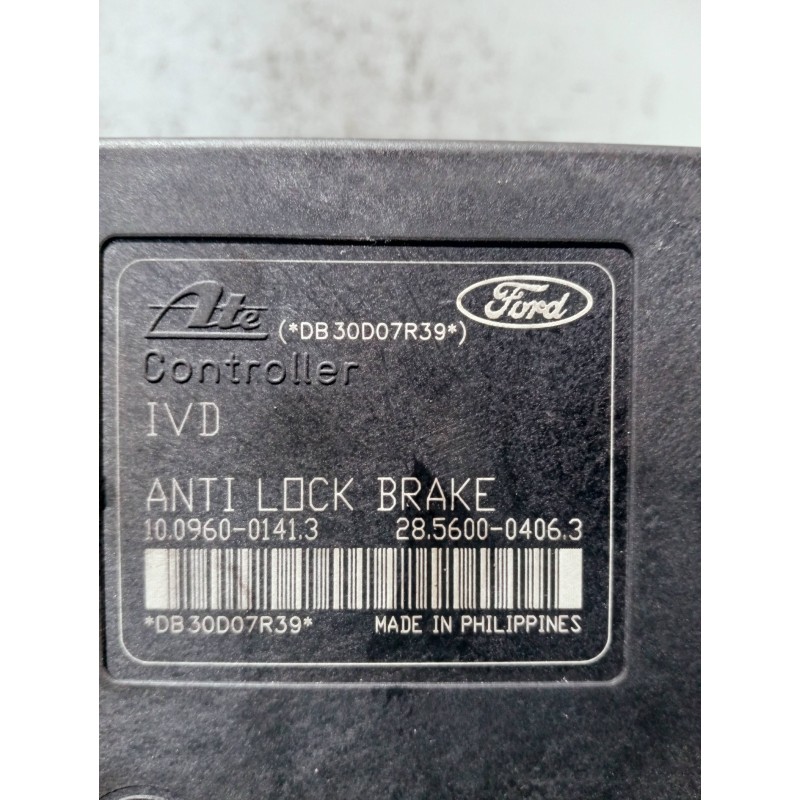 Ate (*DB30D07R39*) Ford
Controller
IVD
ANTI LOCK BRAKE
10.0960-0141.3 28.5600-0406.3
*DB30D07R39* MADE IN PHILIPPINES